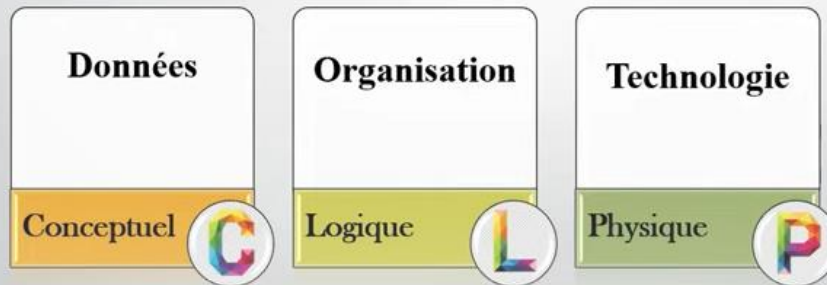 Données
Organisation
Technologie
Conceptuel C
Logique L
Physique P